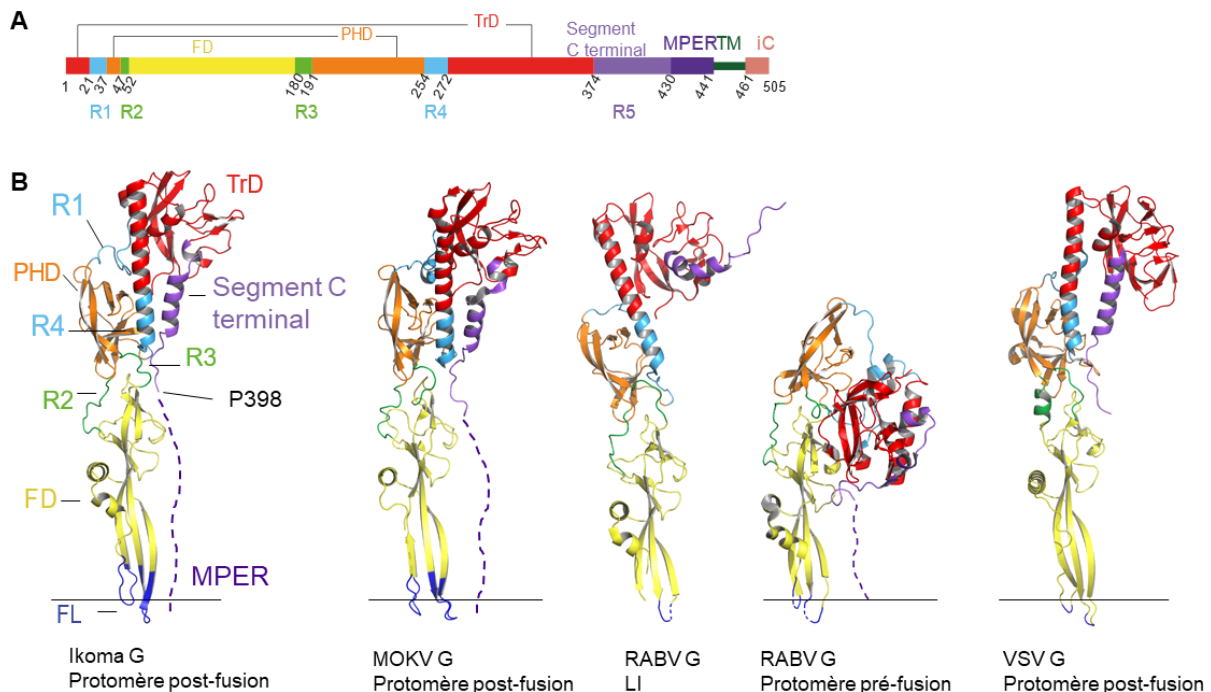 A
TrD
PHD
FD
Segment
C terminal
MPER
TM
iC
1
21
37
47
52
180
191
254
272
374
430
441
461
505
R1
R2
R3
R4
R5
B
R1
TrD
PHD
Segment C
terminal
R4
R3
R2
P398
FD
MPER
FL
Ikoma G
Protomère post-fusion
MOKV G
Protomère post-fusion
RABV G
LI
RABV G
Protomère pré-fusion
VSV G
Protomère post-fusion